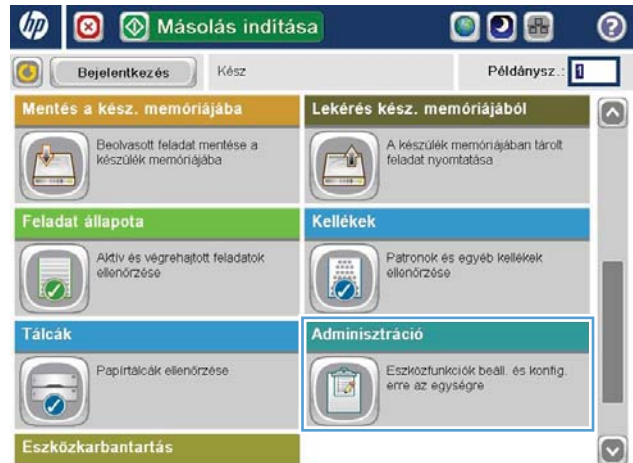 hp
Másolás indítása
?
Bejelentkezés
Kész
Példánysz.:
1
Mentés a kész. memóriájába
Beolvasott feladat mentése a
készülék memóriájába
Lekérés kész. memóriájából
A készülék memóriájában tárolt
feladat nyomtatása
Feladat állapota
Aktív és végrehajtott feladatok
ellenőrzése
Kellékek
Patronok és egyéb kellékek
ellenőrzése
Tálcák
Papírtálcák ellenőrzése
Adminisztráció
Eszközfunkciók beáll. és konfig.
erre az egységre
Eszközkarbantartás